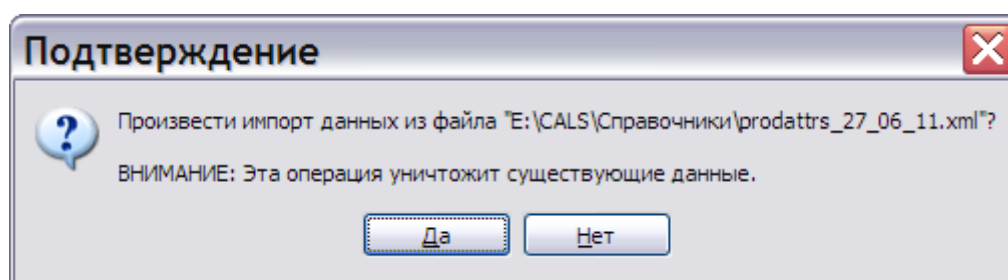 Подтверждение
Произвести импорт данных из файла "E:\CALS\Справочники\prodattrs_27_06_11.xml"?
ВНИМАНИЕ: Эта операция уничтожит существующие данные.
Да Нет